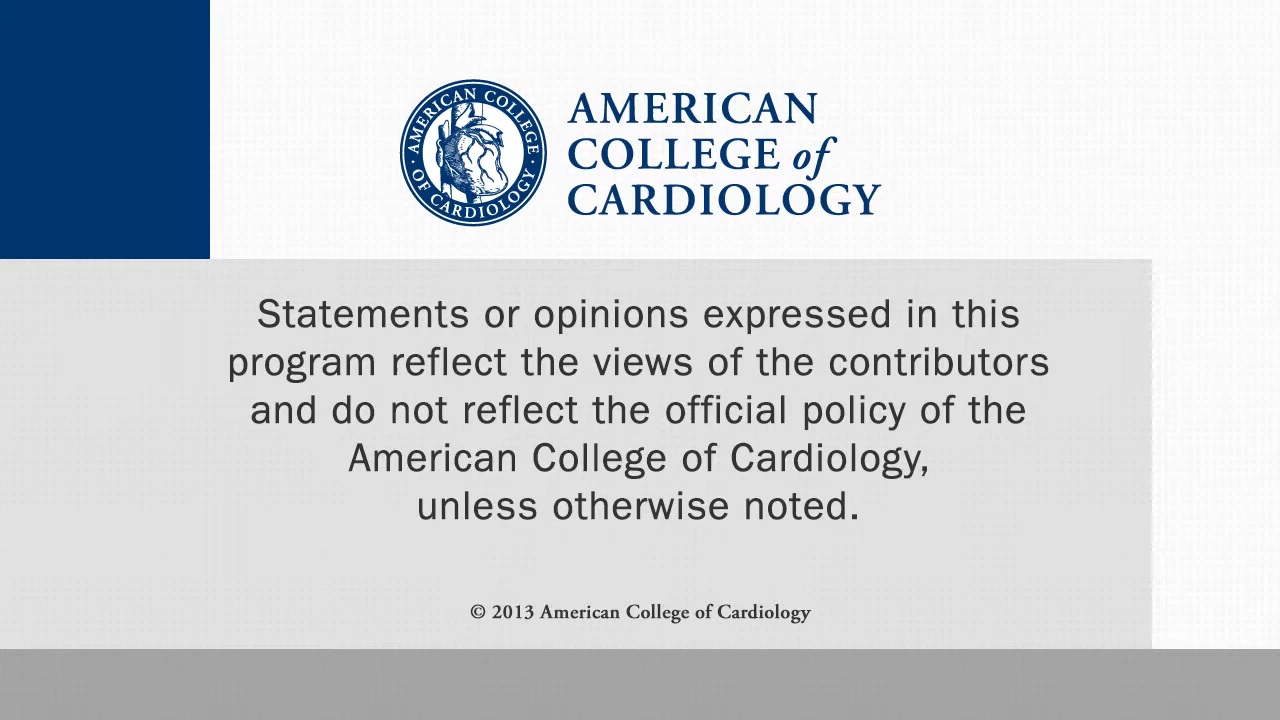 AMERICAN COLLEGE
· OF CARDIOLOGY ·
AMERICAN
COLLEGE of
CARDIOLOGY
Statements or opinions expressed in this
program reflect the views of the contributors
and do not reflect the official policy of the
American College of Cardiology,
unless otherwise noted.
© 2013 American College of Cardiology